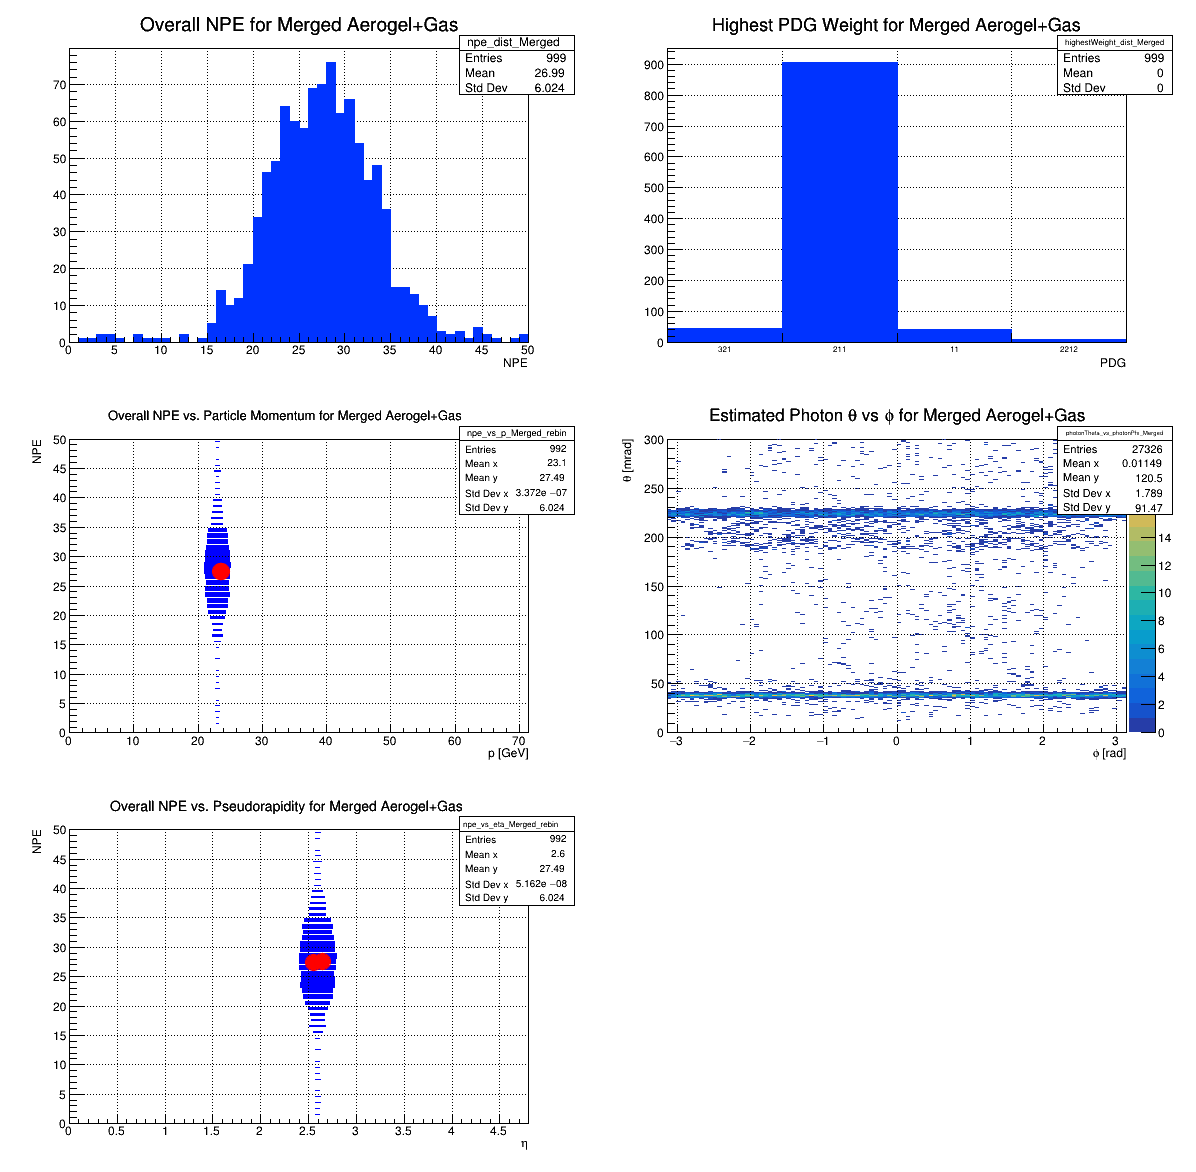 Overall NPE for Merged Aerogel+Gas
npe_dist_Merged
Entries 999
Mean 26.99
Std Dev 6.024
70
60
50
40
30
20
10
0
0 5 10 15 20 25 30 35 40 45 50
NPE
Highest PDG Weight for Merged Aerogel+Gas
highestWeight_dist_Merged
Entries 999
Mean 0
Std Dev 0
900
800
700
600
500
400
300
200
100
0
321 211 11 2212
PDG
Overall NPE vs. Particle Momentum for Merged Aerogel+Gas
npe_vs_p_Merged_rebin
Entries 992
Mean x 23.1
Mean y 27.49
Std Dev x 3.372e −07
Std Dev y 6.024
NPE
50
45
40
35
30
25
20
15
10
5
0
0 10 20 30 40 50 60 70
p [GeV]
Estimated Photon θ vs ϕ for Merged Aerogel+Gas
photonTheta_vs_photonPhi_Merged
Entries 27326
Mean x 0.01149
Mean y 120.5
Std Dev x 1.789
Std Dev y 91.47
θ [mrad]
300
250
200
150
100
50
0
−3 −2 −1 0 1 2 3
ϕ [rad]
14
12
10
8
6
4
2
0
Overall NPE vs. Pseudorapidity for Merged Aerogel+Gas
npe_vs_eta_Merged_rebin
Entries 992
Mean x 2.6
Mean y 27.49
Std Dev x 5.162e −08
Std Dev y 6.024
NPE
50
45
40
35
30
25
20
15
10
5
0
0 0.5 1 1.5 2 2.5 3 3.5 4 4.5
η